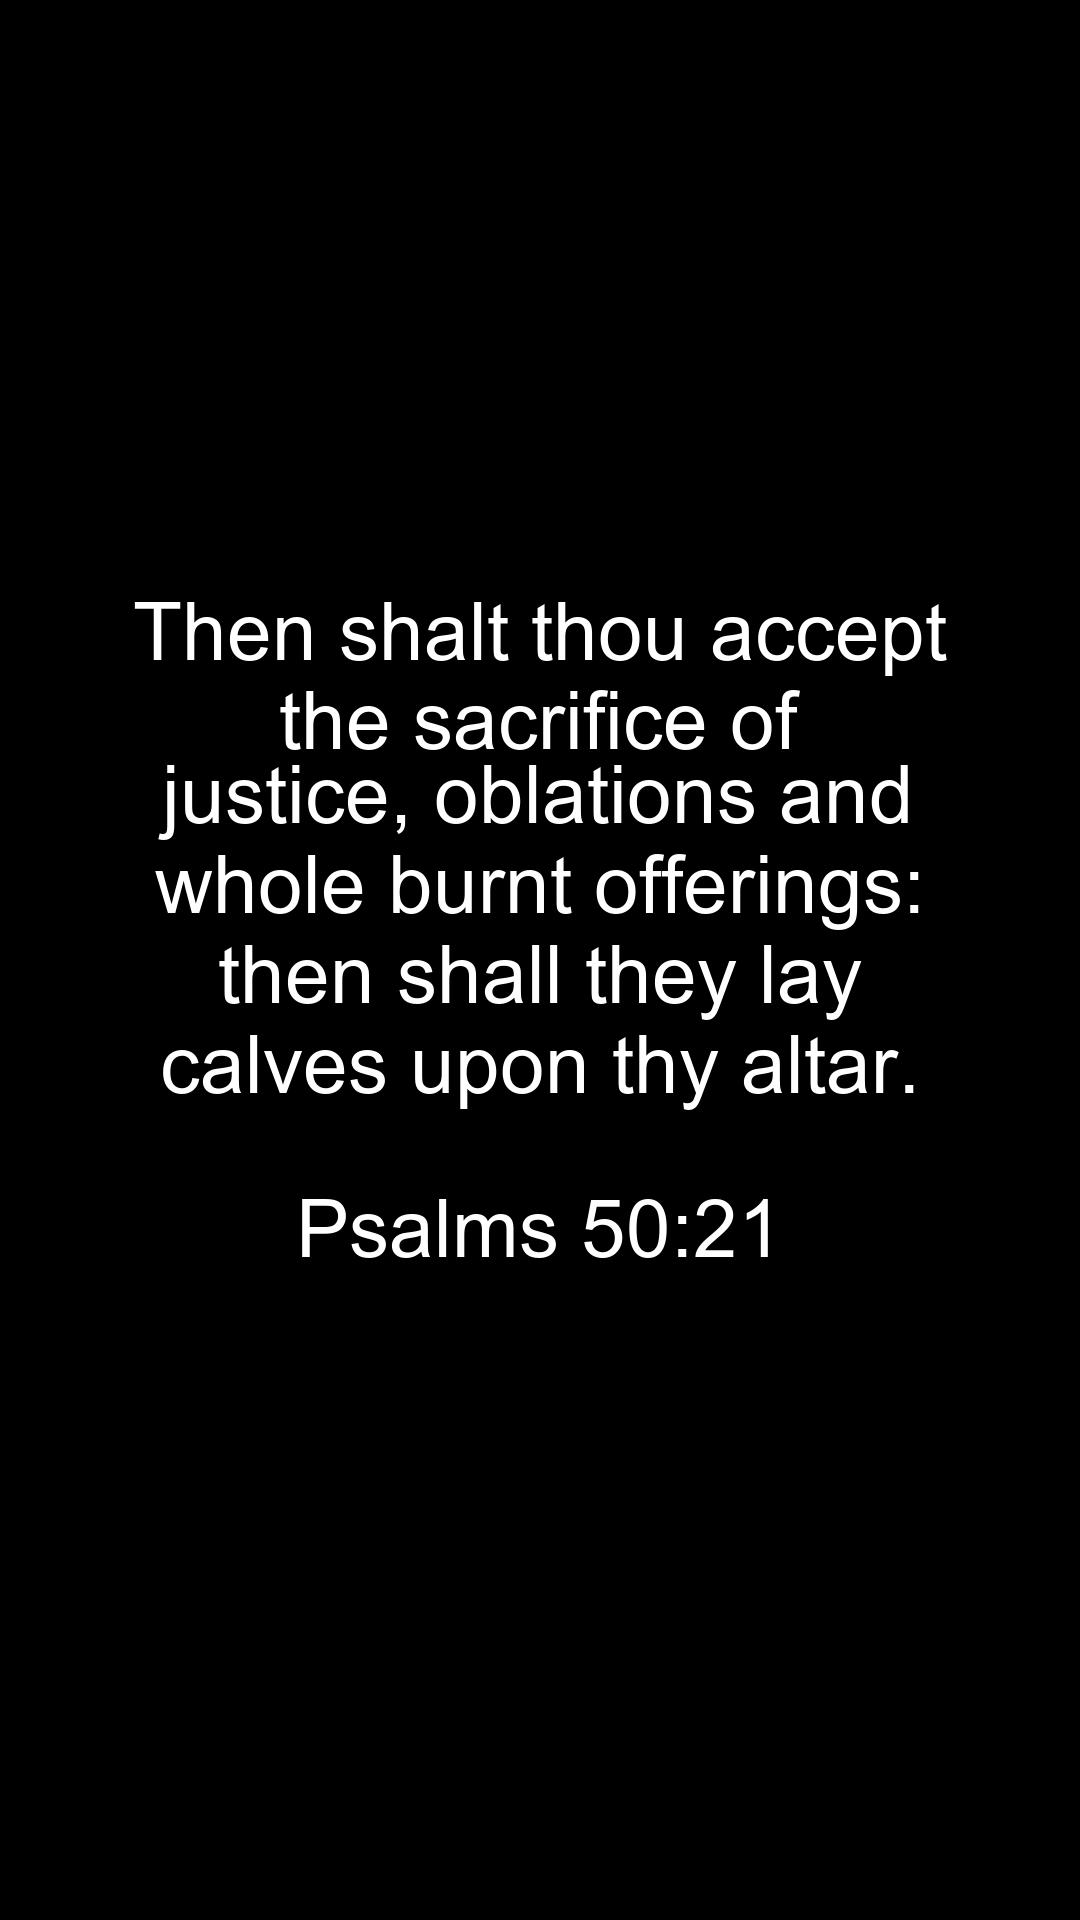 Then shalt thou accept
the sacrifice of
justice, oblations and
whole burnt offerings:
then shall they lay
calves upon thy altar.
Psalms 50:21